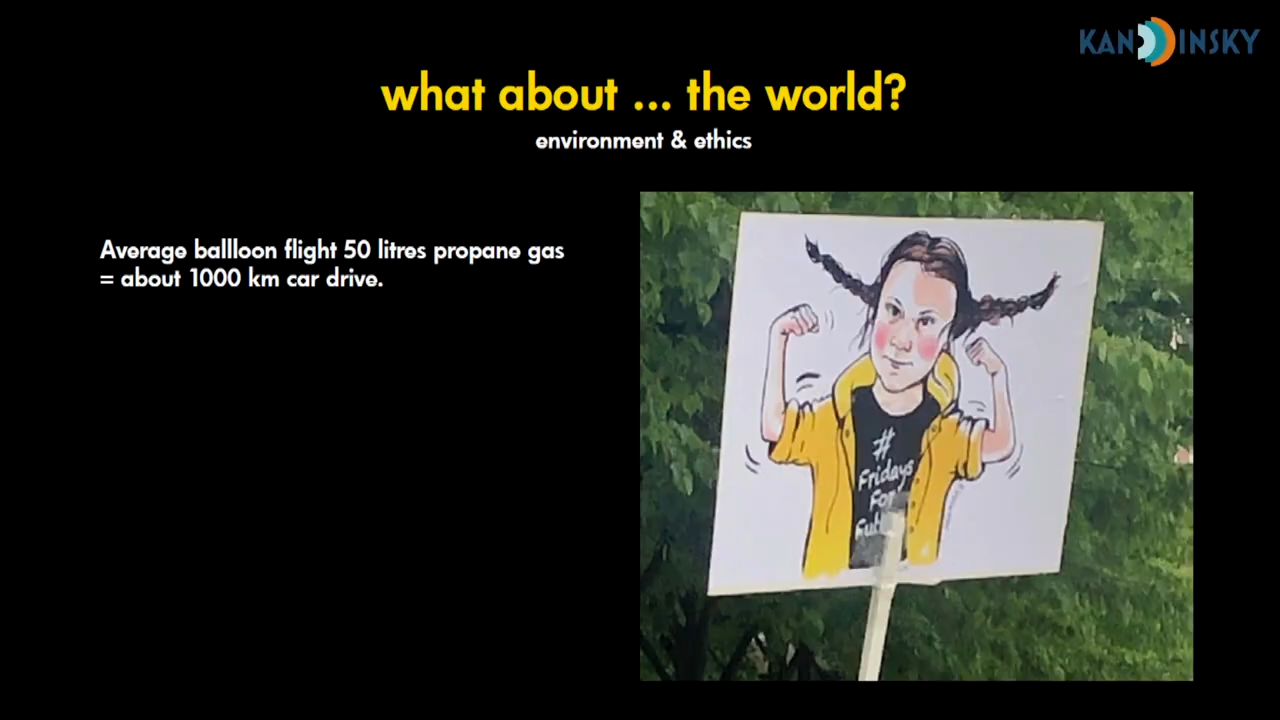 KANDINSKY
what about ... the world?
environment & ethics
Average ballloon flight 50 litres propane gas
= about 1000 km car drive.
#
Fridays
For